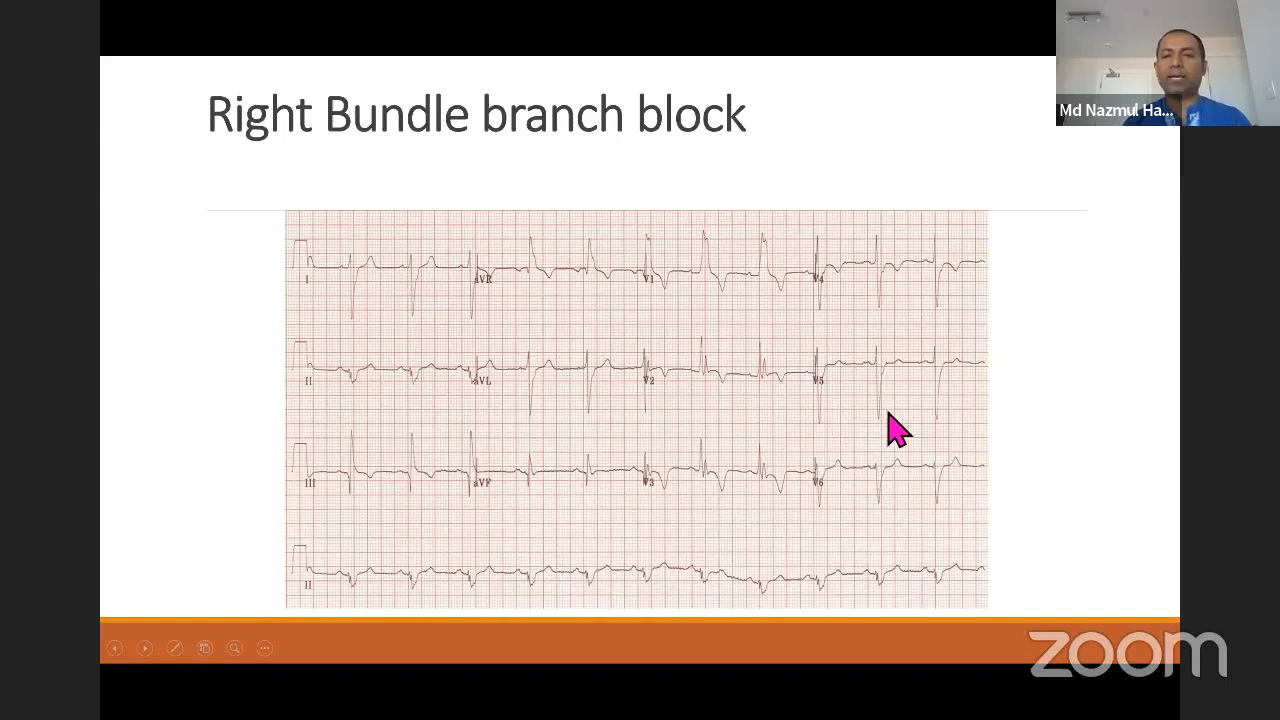 Right Bundle branch block
Md Nazmul Ha...
I
aVR
V1
V4
II
aVL
V2
V5
III
aVF
V3
V6
II
zoom